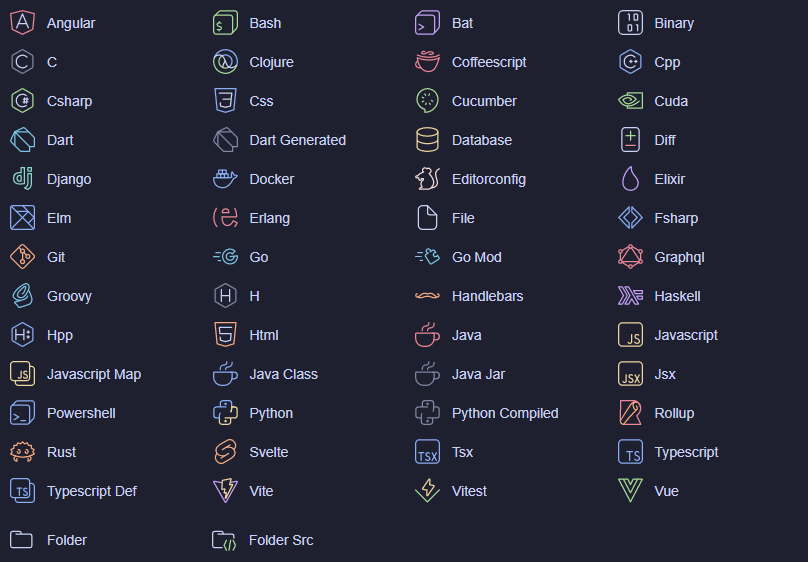 Angular Bash Bat Binary
C Clojure Coffeescript Cpp
Csharp Css Cucumber Cuda
Dart Dart Generated Database Diff
Django Docker Editorconfig Elixir
Elm Erlang File Fsharp
Git Go Go Mod Graphql
Groovy H Handlebars Haskell
Hpp Html Java Javascript
Javascript Map Java Class Java Jar Jsx
Powershell Python Python Compiled Rollup
Rust Svelte Tsx Typescript
Typescript Def Vite Vitest Vue
Folder Folder Src